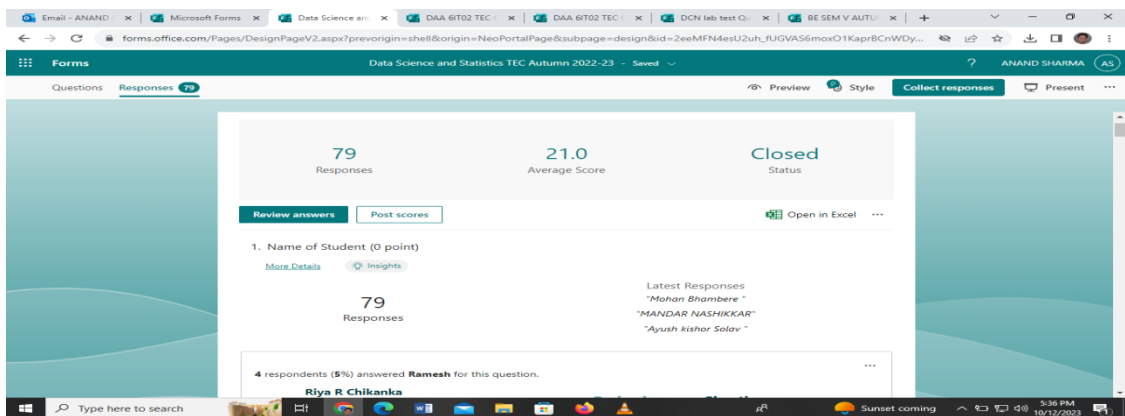 Email - ANAND
Microsoft Forms
Data Science an
DAA 6IT02 TEC
DAA 6IT02 TEC
DCN lab test Q
BE SEM V AUTU
forms.office.com/Pages/DesignPageV2.aspx?prevorigin=shell&origin=NeoPortalPage&subpage=design&id=2eeMFN4esU2uh_fUGVAS6moxO1KaprBCnWDy...
Forms
Data Science and Statistics TEC Autumn 2022-23 - Saved
?
ANAND SHARMA
AS
Questions
Responses 79
Preview
Style
Collect responses
Present
79
21.0
Closed
Responses
Average Score
Status
Review answers
Post scores
Open in Excel
1. Name of Student (0 point)
More Details
Insights
79
Responses
Latest Responses
"Mohan Bhambere "
"MANDAR NASHIKKAR"
"Ayush kishor Solav "
4 respondents (5%) answered Ramesh for this question.
Riya R Chikanka
Type here to search
Sunset coming
5:36 PM
10/12/2023